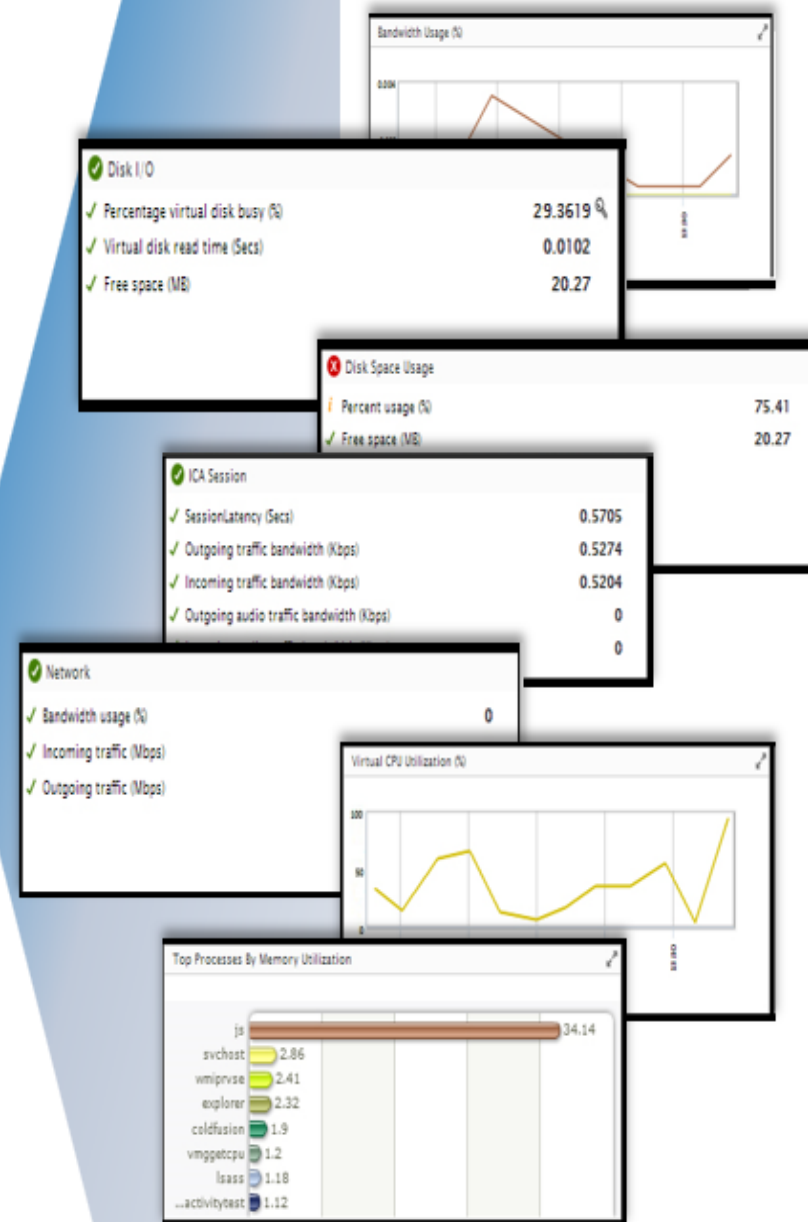 Bandwidth Usage (%)
0.004
Disk I/O
Percentage virtual disk busy (%) 29.3619
Virtual disk read time (Secs) 0.0102
Free space (MB) 20.27
Disk Space Usage
Percent usage (%) 75.41
Free space (MB) 20.27
ICA Session
SessionLatency (Secs) 0.5705
Outgoing traffic bandwidth (Kbps) 0.5274
Incoming traffic bandwidth (Kbps) 0.5204
Outgoing audio traffic bandwidth (Kbps) 0
0
Network
Bandwidth usage (%) 0
Incoming traffic (Mbps)
Outgoing traffic (Mbps)
Virtual CPU Utilization (%)
100
50
0
Top Processes By Memory Utilization
js 34.14
svchost 2.86
wmiprvse 2.41
explorer 2.32
coldfusion 1.9
vmggetcpu 1.2
lsass 1.18
...activitytest 1.12